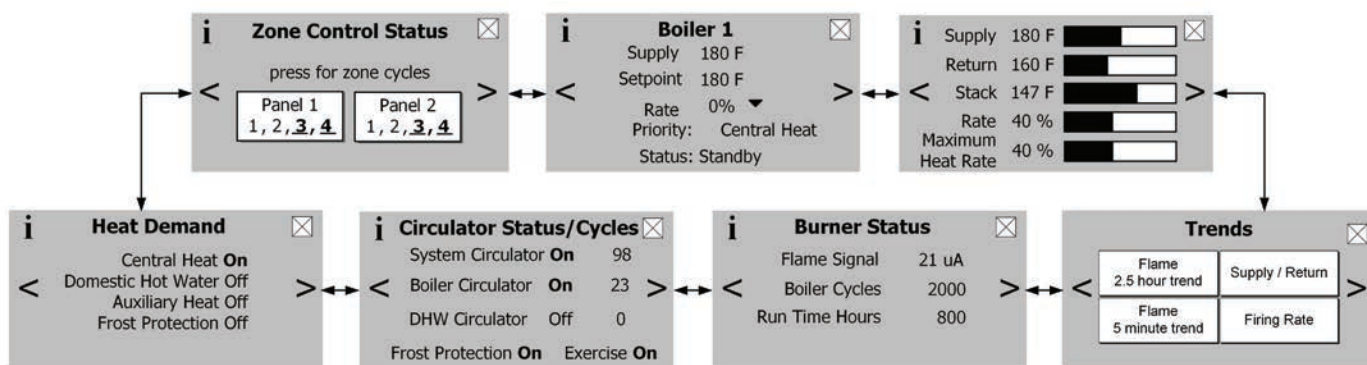 i Zone Control Status
press for zone cycles
< >
Panel 1
1, 2, 3, 4
Panel 2
1, 2, 3, 4
i Boiler 1
Supply 180 F
Setpoint 180 F
< >
Rate 0%
Priority: Central Heat
Status: Standby
i Supply 180 F
Return 160 F
< Stack 147 F >
Rate 40 %
Maximum
Heat Rate 40 %
i Heat Demand
Central Heat On
Domestic Hot Water Off
< >
Auxiliary Heat Off
Frost Protection Off
i Circulator Status/Cycles
System Circulator On 98
< Boiler Circulator On 23 >
DHW Circulator Off 0
Frost Protection On Exercise On
i Burner Status
Flame Signal 21 uA
< Boiler Cycles 2000 >
Run Time Hours 800
Trends
Flame
2.5 hour trend
Supply / Return
< >
Flame
5 minute trend
Firing Rate